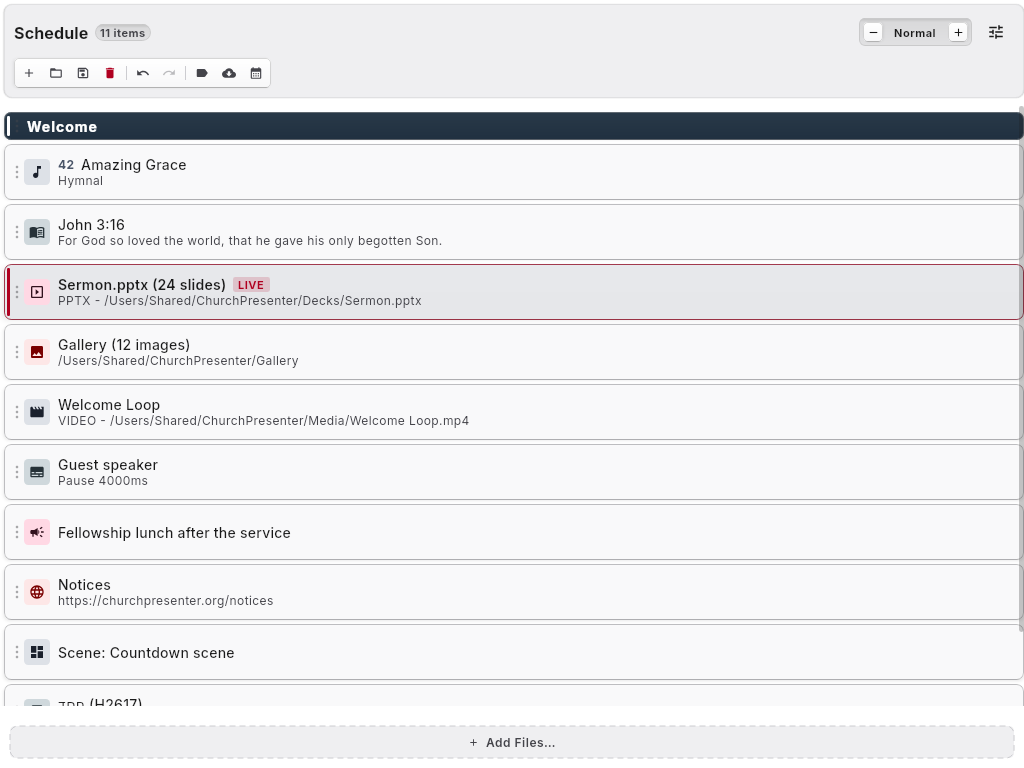 Schedule 11 items
Normal
Welcome
42 Amazing Grace
Hymnal
John 3:16
For God so loved the world, that he gave his only begotten Son.
Sermon.pptx (24 slides) LIVE
PPTX - /Users/Shared/ChurchPresenter/Decks/Sermon.pptx
Gallery (12 images)
/Users/Shared/ChurchPresenter/Gallery
Welcome Loop
VIDEO - /Users/Shared/ChurchPresenter/Media/Welcome Loop.mp4
Guest speaker
Pause 4000ms
Fellowship lunch after the service
Notices
https://churchpresenter.org/notices
Scene: Countdown scene
(H2617)
+ Add Files...